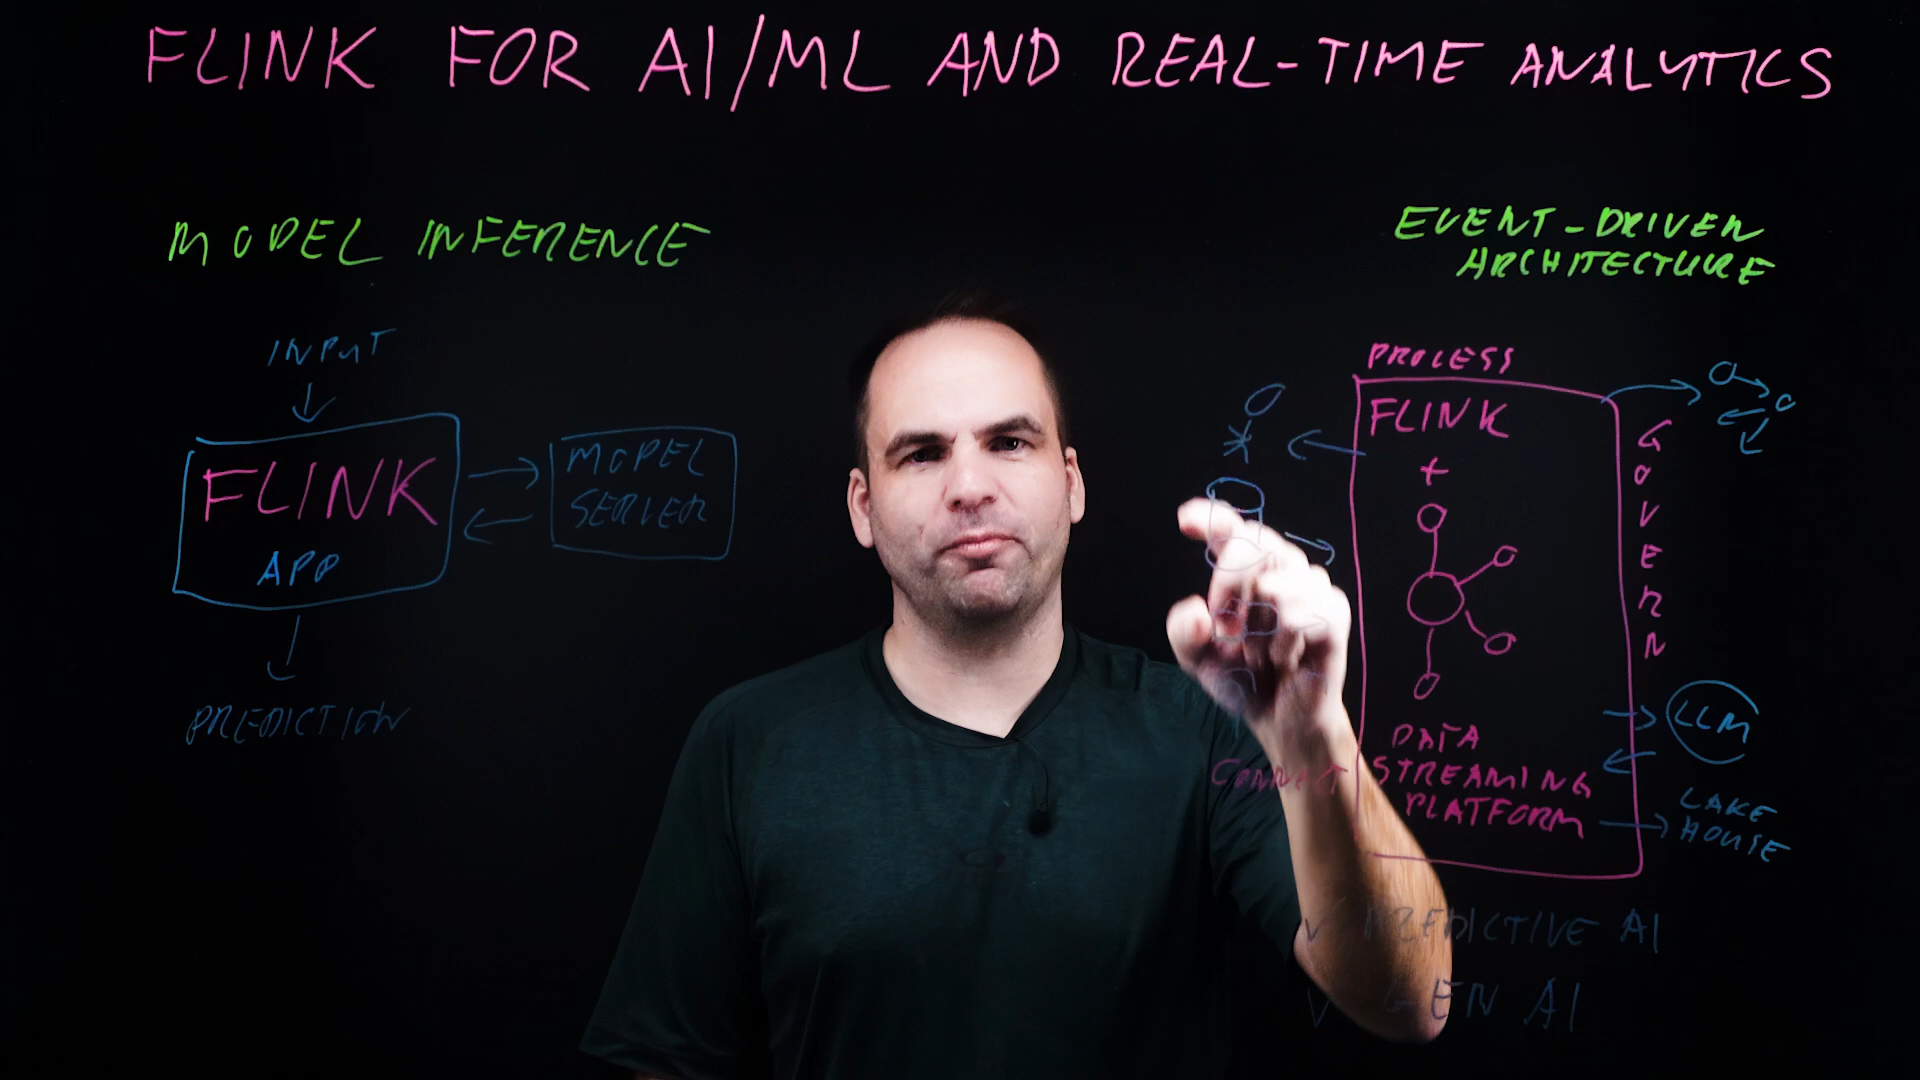 FLINK FOR AI/ML AND REAL-TIME ANALYTICS
MODEL INFERENCE
INPUT
FLINK
APP
MODEL
SERVER
PREDICTION
EVENT-DRIVEN
ARCHITECTURE
PROCESS
FLINK
+
GOVERN
LLM
DATA
STREAMING
PLATFORM
CONNECT
LAKE
HOUSE
√ PREDICTIVE AI
√ GEN AI